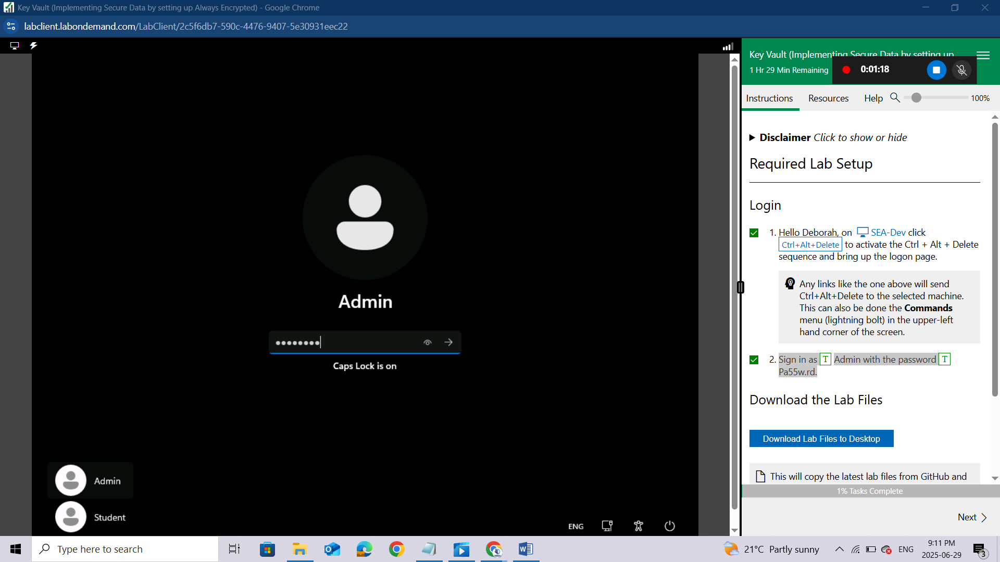 Key Vault (Implementing Secure Data by setting up Always Encrypted) - Google Chrome
labclient.labondemand.com/LabClient/2c5f6db7-590c-4476-9407-5e30931eec22
Key Vault (Implementing Secure Data by setting up
1 Hr 29 Min Remaining
0:01:18
Instructions
Resources
Help
100%
Disclaimer Click to show or hide
Required Lab Setup
Login
1. Hello Deborah, on SEA-Dev click
Ctrl+Alt+Delete to activate the Ctrl + Alt + Delete
sequence and bring up the logon page.
Any links like the one above will send
Ctrl+Alt+Delete to the selected machine.
This can also be done the Commands
menu (lightning bolt) in the upper-left
hand corner of the screen.
2. Sign in as T Admin with the password T
Pa55w.rd.
Download the Lab Files
Download Lab Files to Desktop
This will copy the latest lab files from GitHub and
1% Tasks Complete
Next
Admin
Caps Lock is on
Admin
Student
ENG
Type here to search
21°C Partly sunny
ENG
9:11 PM
2025-06-29
3